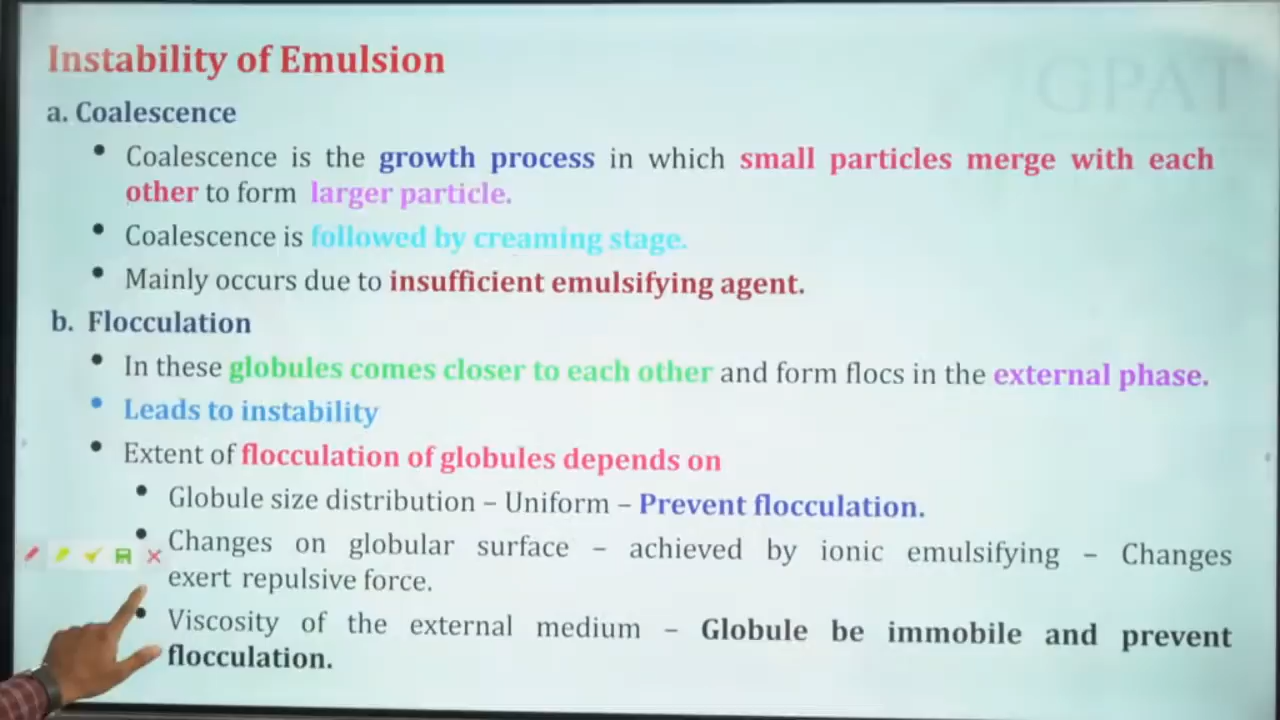 Instability of Emulsion
GPAT
a. Coalescence
• Coalescence is the growth process in which small particles merge with each
other to form larger particle.
• Coalescence is followed by creaming stage.
• Mainly occurs due to insufficient emulsifying agent.
b. Flocculation
• In these globules comes closer to each other and form flocs in the external phase.
• Leads to instability
• Extent of flocculation of globules depends on
• Globule size distribution – Uniform – Prevent flocculation.
• Changes on globular surface – achieved by ionic emulsifying – Changes
exert repulsive force.
• Viscosity of the external medium – Globule be immobile and prevent
flocculation.